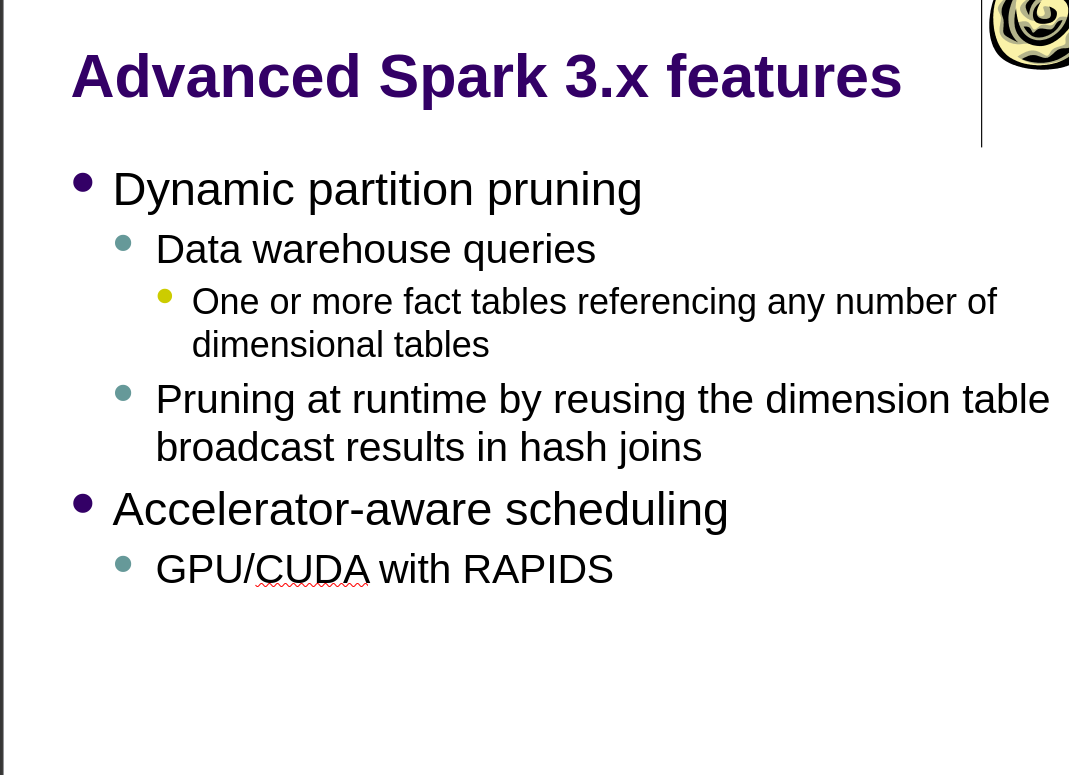 Advanced Spark 3.x features
Dynamic partition pruning
Data warehouse queries
One or more fact tables referencing any number of
dimensional tables
Pruning at runtime by reusing the dimension table
broadcast results in hash joins
Accelerator-aware scheduling
GPU/CUDA with RAPIDS